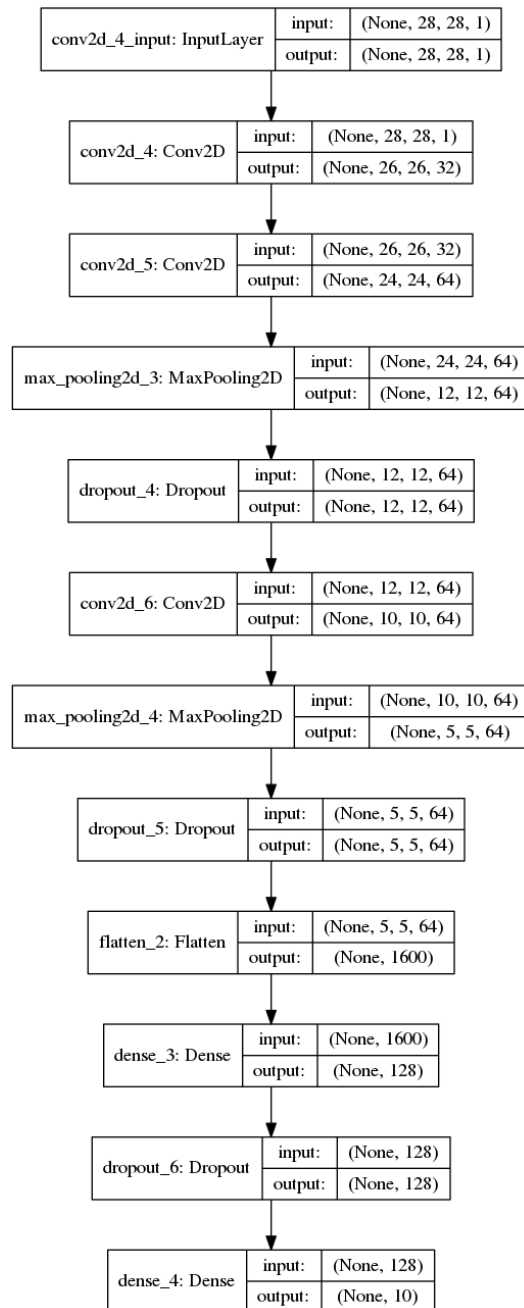 conv2d_4_input: InputLayer
input: (None, 28, 28, 1)
output: (None, 28, 28, 1)
conv2d_4: Conv2D
input: (None, 28, 28, 1)
output: (None, 26, 26, 32)
conv2d_5: Conv2D
input: (None, 26, 26, 32)
output: (None, 24, 24, 64)
max_pooling2d_3: MaxPooling2D
input: (None, 24, 24, 64)
output: (None, 12, 12, 64)
dropout_4: Dropout
input: (None, 12, 12, 64)
output: (None, 12, 12, 64)
conv2d_6: Conv2D
input: (None, 12, 12, 64)
output: (None, 10, 10, 64)
max_pooling2d_4: MaxPooling2D
input: (None, 10, 10, 64)
output: (None, 5, 5, 64)
dropout_5: Dropout
input: (None, 5, 5, 64)
output: (None, 5, 5, 64)
flatten_2: Flatten
input: (None, 5, 5, 64)
output: (None, 1600)
dense_3: Dense
input: (None, 1600)
output: (None, 128)
dropout_6: Dropout
input: (None, 128)
output: (None, 128)
dense_4: Dense
input: (None, 128)
output: (None, 10)